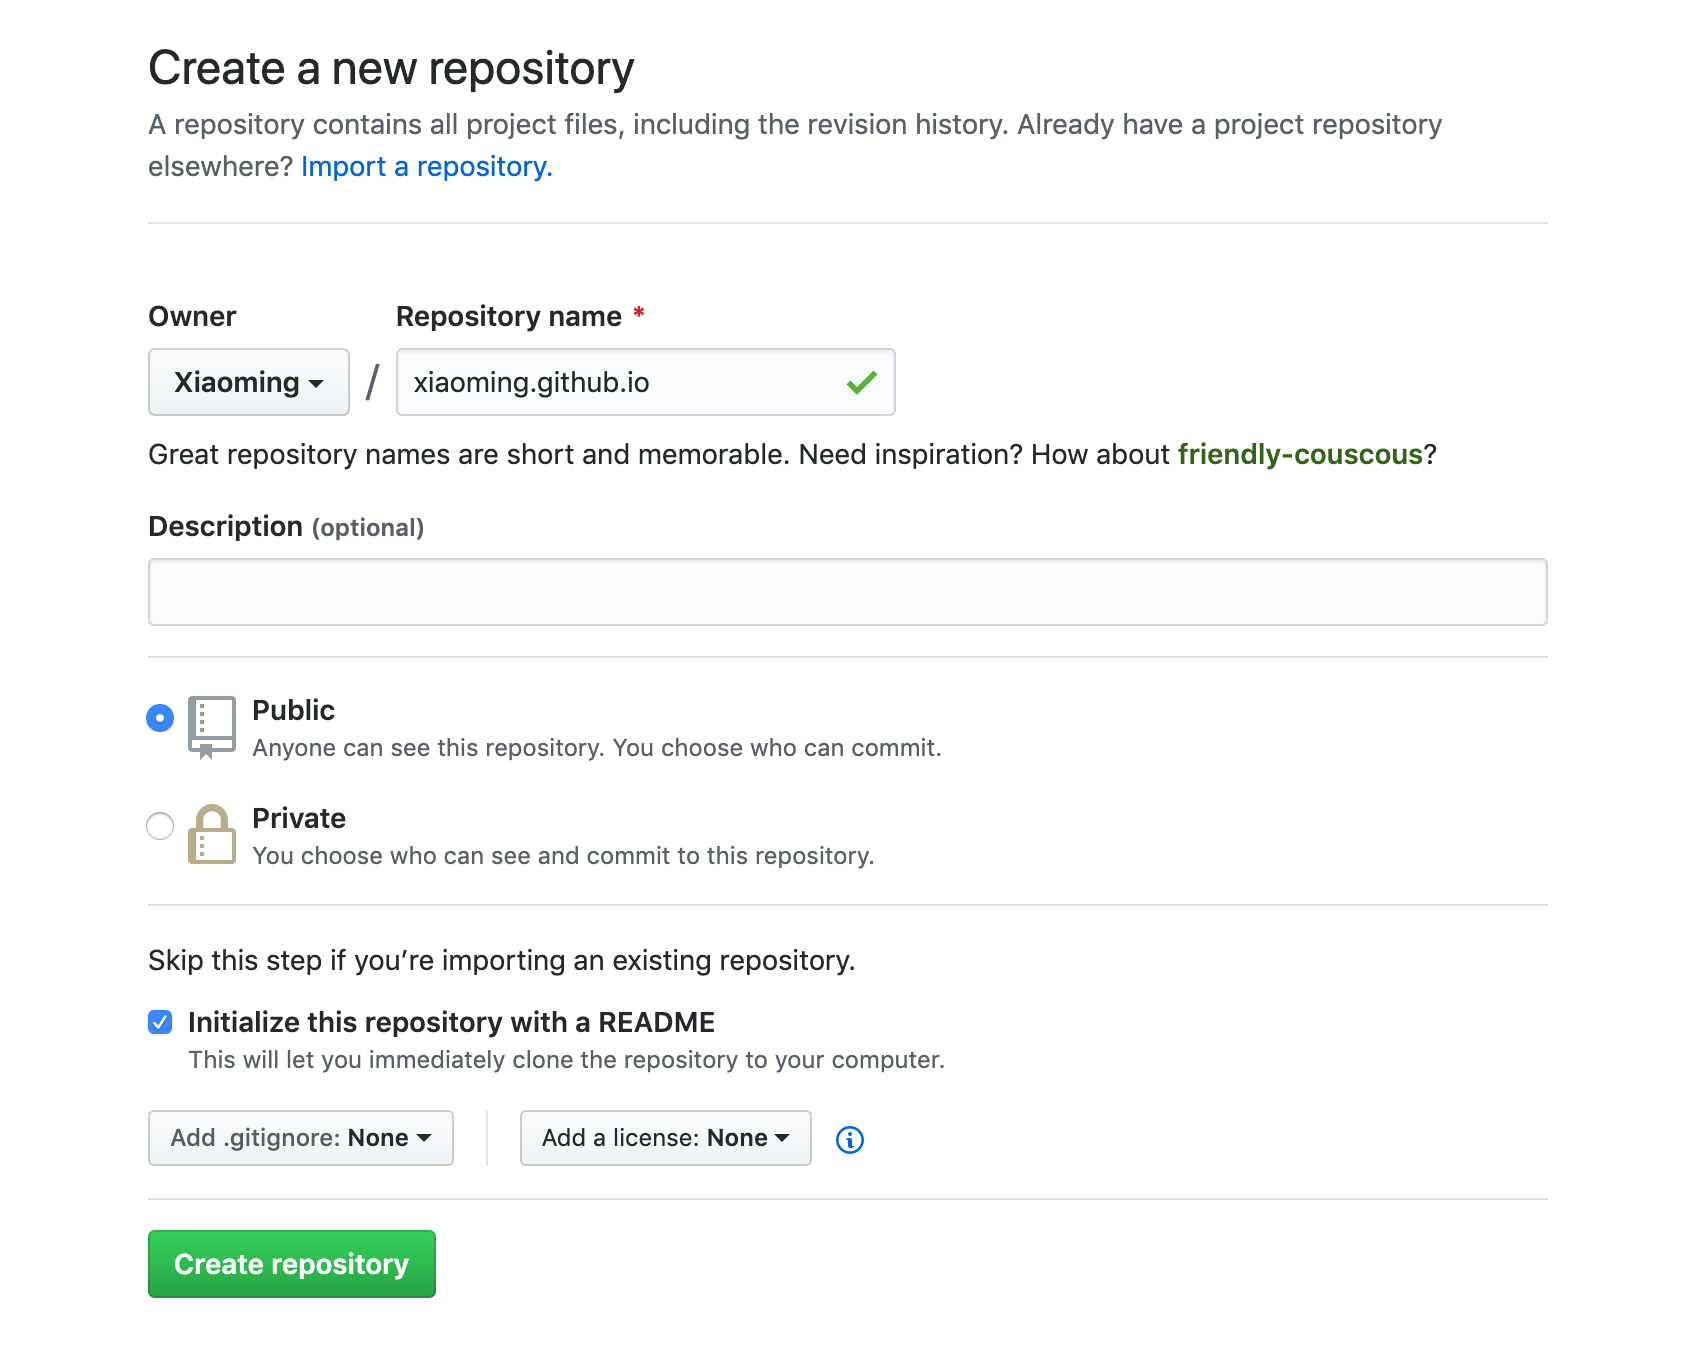 Create a new repository
A repository contains all project files, including the revision history. Already have a project repository
elsewhere? Import a repository.
Owner
Repository name *
Xiaoming
/
xiaoming.github.io
Great repository names are short and memorable. Need inspiration? How about friendly-couscous?
Description (optional)
Public
Anyone can see this repository. You choose who can commit.
Private
You choose who can see and commit to this repository.
Skip this step if you’re importing an existing repository.
Initialize this repository with a README
This will let you immediately clone the repository to your computer.
Add .gitignore: None
Add a license: None
Create repository